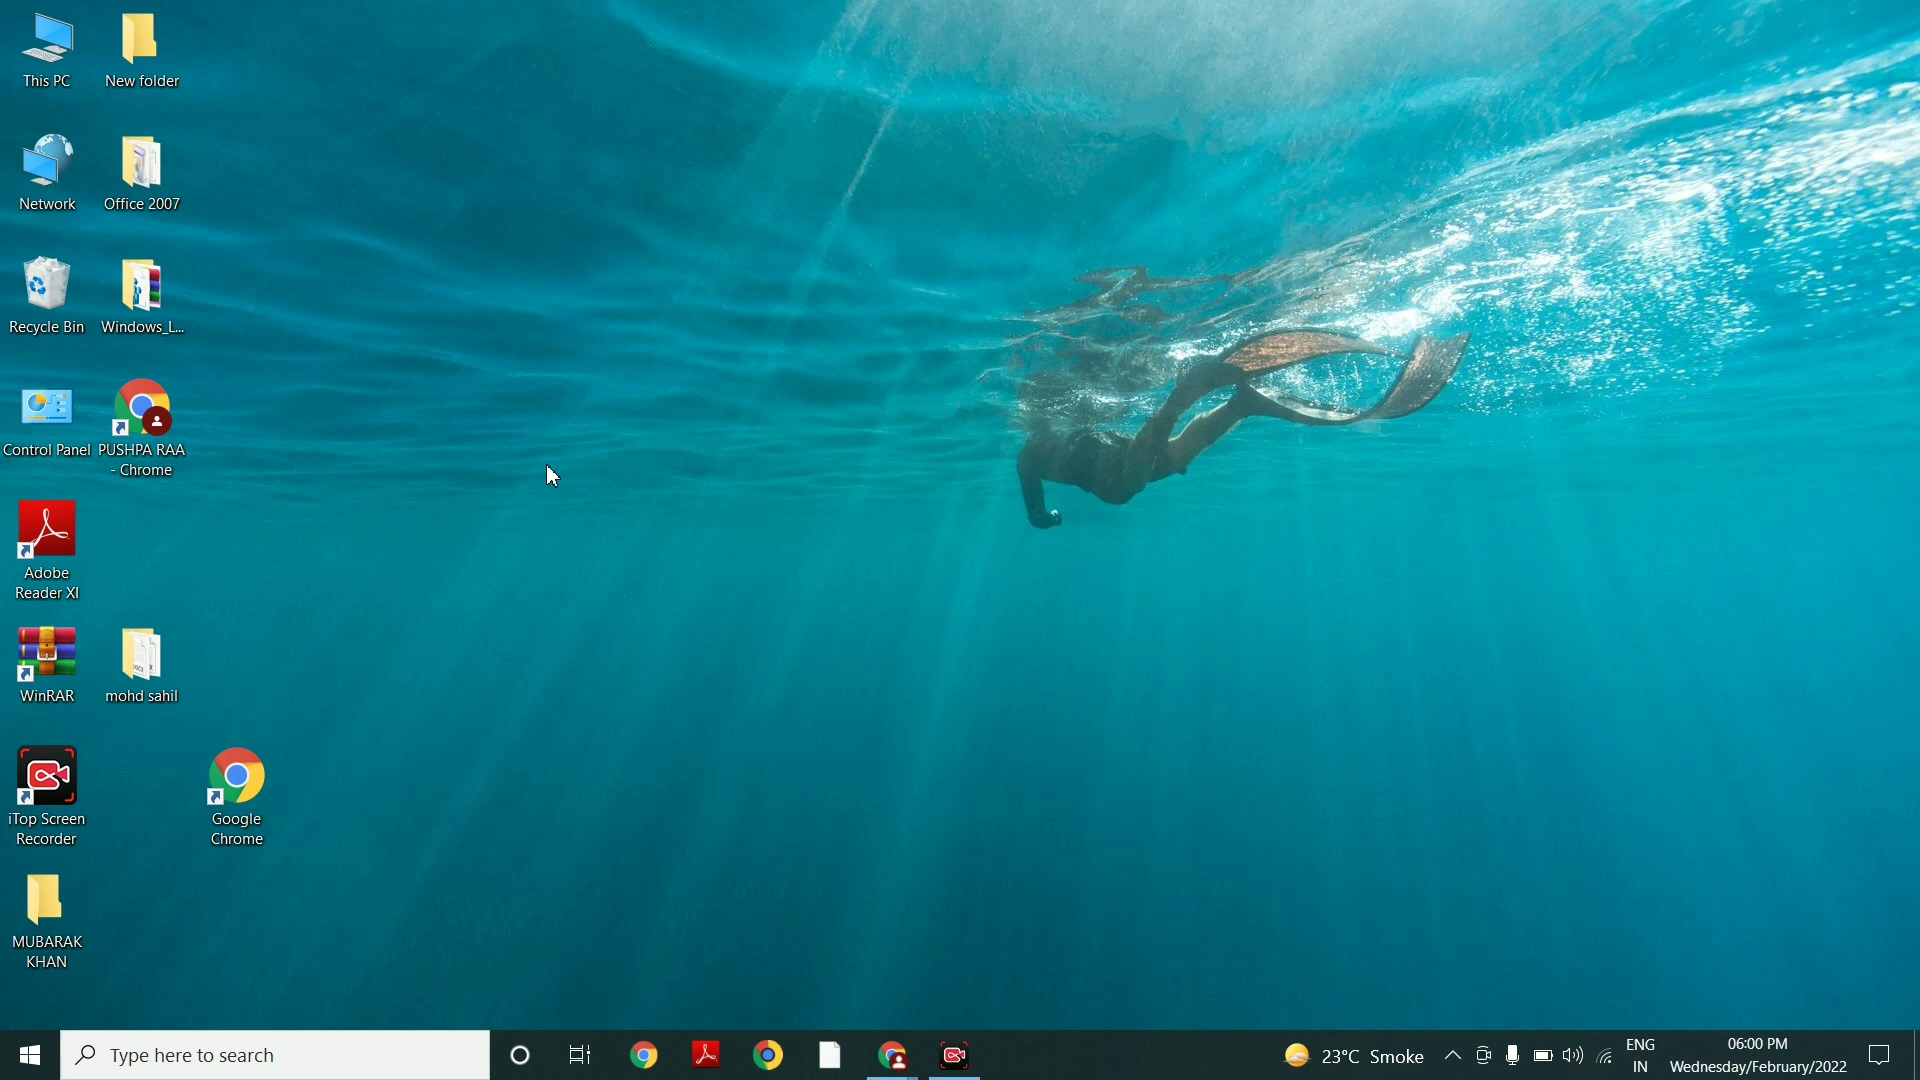 This PC
New folder
Network
Office 2007
Recycle Bin
Windows_L...
Control Panel
PUSHPA RAA
- Chrome
Adobe
Reader XI
WinRAR
mohd sahil
iTop Screen
Recorder
Google
Chrome
MUBARAK
KHAN
Type here to search
23°C Smoke
ENG
IN
06:00 PM
Wednesday/February/2022